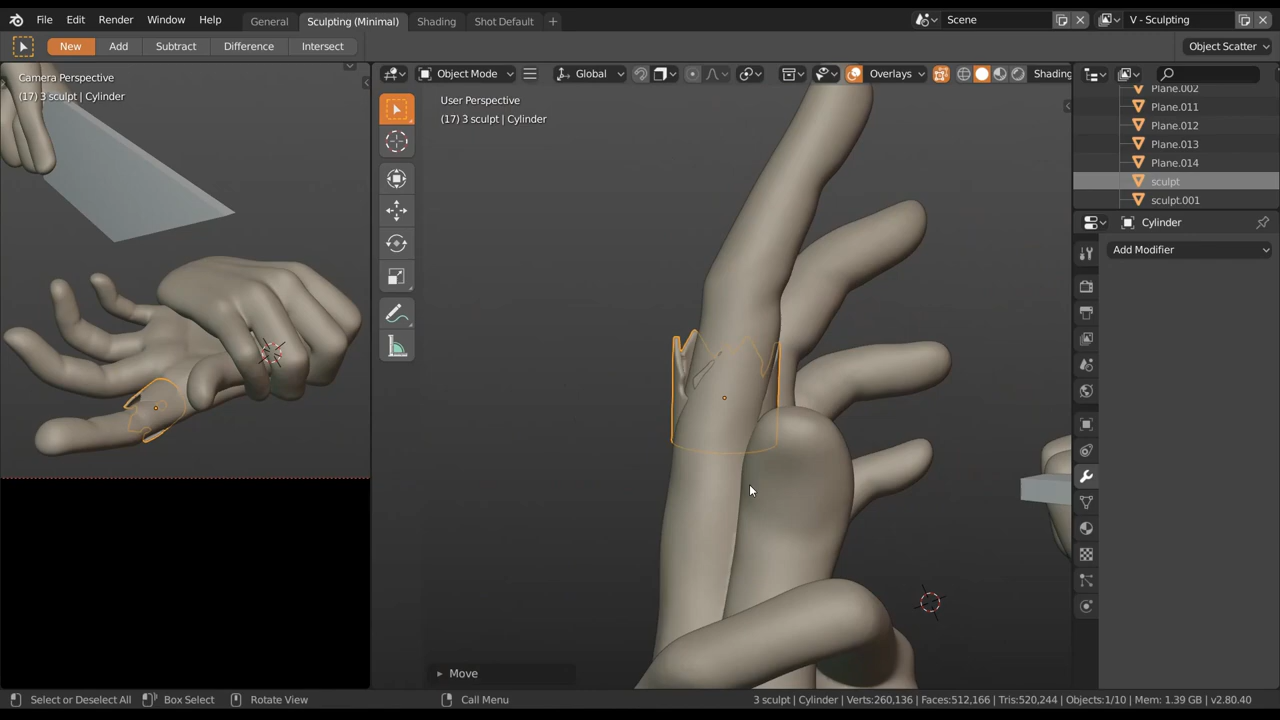 File Edit Render Window Help General Sculpting (Minimal) Shading Shot Default Scene V - Sculpting
New Add Subtract Difference Intersect Object Scatter
Camera Perspective
(17) 3 sculpt | Cylinder
Object Mode Global Overlays Shading
User Perspective
(17) 3 sculpt | Cylinder
Plane.002
Plane.011
Plane.012
Plane.013
Plane.014
sculpt
sculpt.001
Cylinder
Add Modifier
Move
Select or Deselect All Box Select Rotate View Call Menu 3 sculpt | Cylinder | Verts:260,136 | Faces:512,166 | Tris:520,244 | Objects:1/10 | Mem: 1.39 GB | v2.80.40